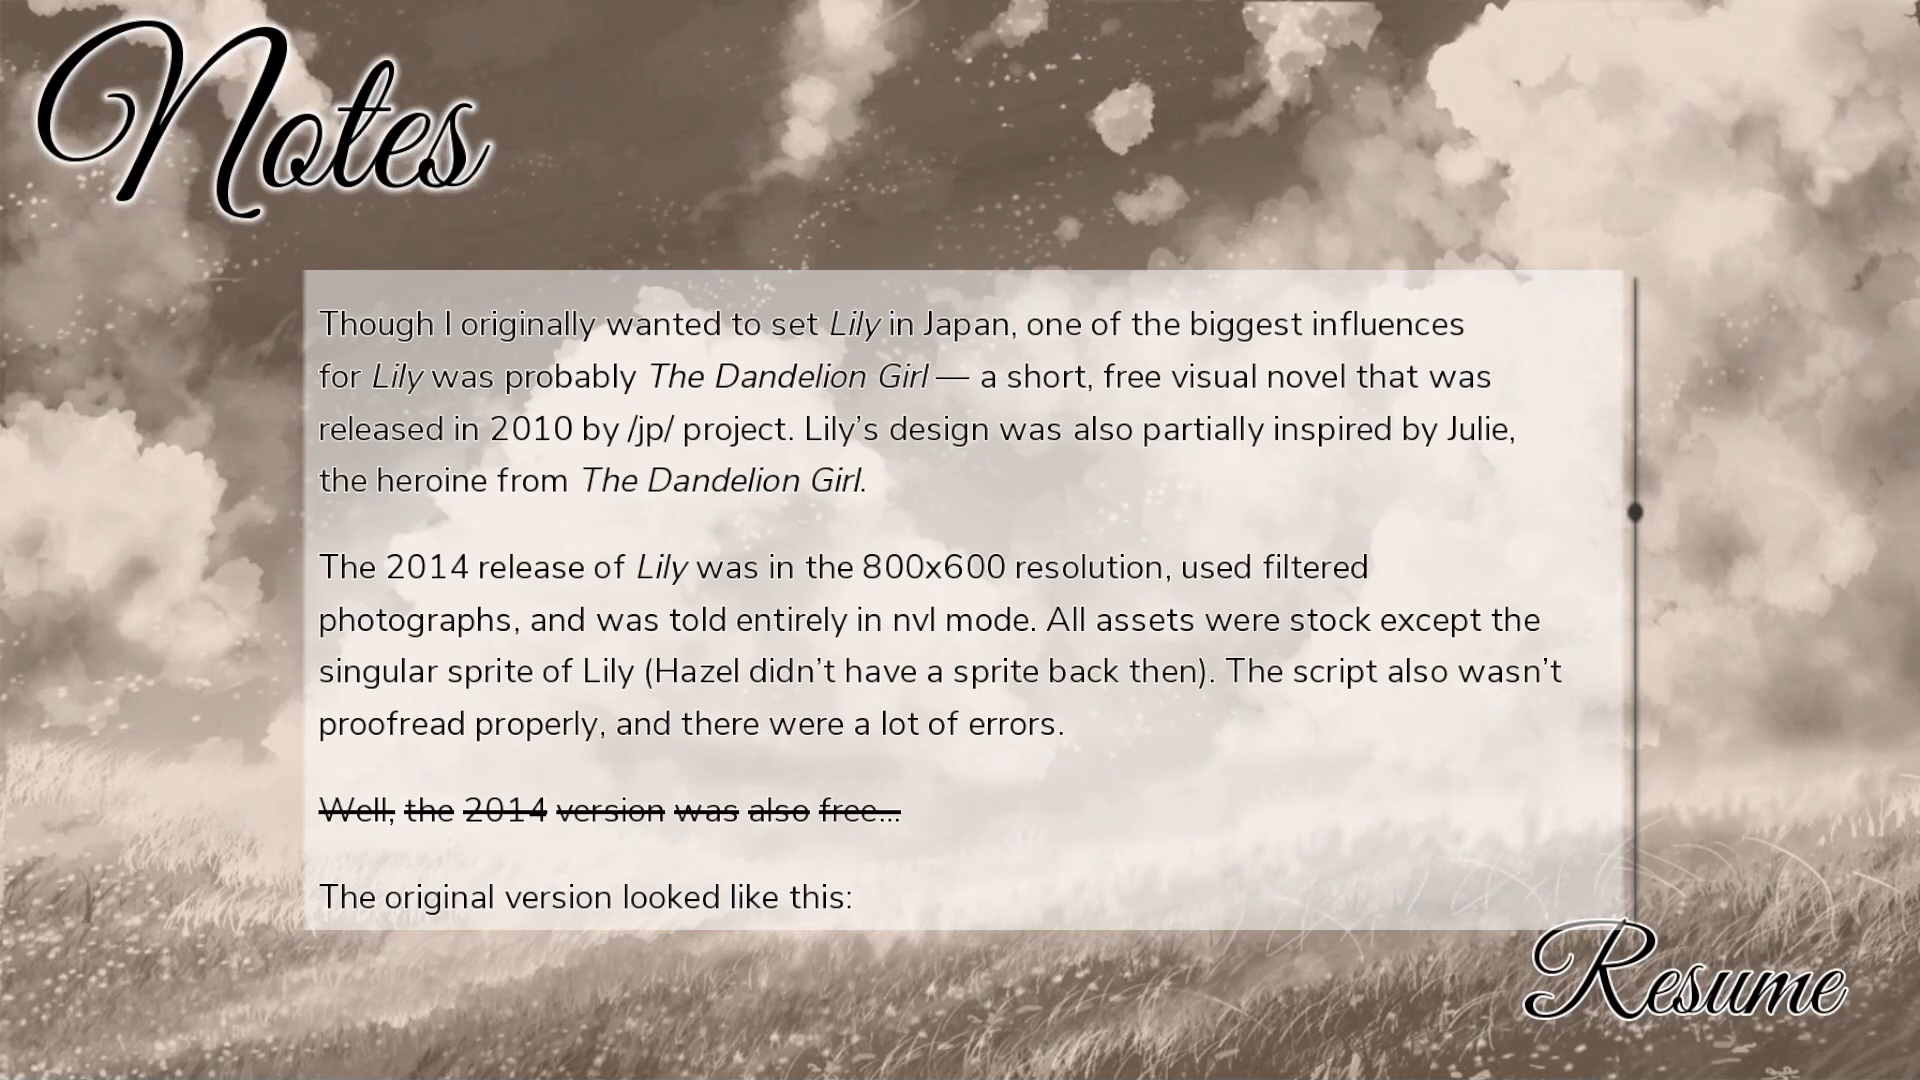 Notes
Though I originally wanted to set Lily in Japan, one of the biggest influences
for Lily was probably The Dandelion Girl — a short, free visual novel that was
released in 2010 by /jp/ project. Lily’s design was also partially inspired by Julie,
the heroine from The Dandelion Girl.
The 2014 release of Lily was in the 800x600 resolution, used filtered
photographs, and was told entirely in nvl mode. All assets were stock except the
singular sprite of Lily (Hazel didn’t have a sprite back then). The script also wasn’t
proofread properly, and there were a lot of errors.
Well, the 2014 version was also free...
The original version looked like this:
Resume